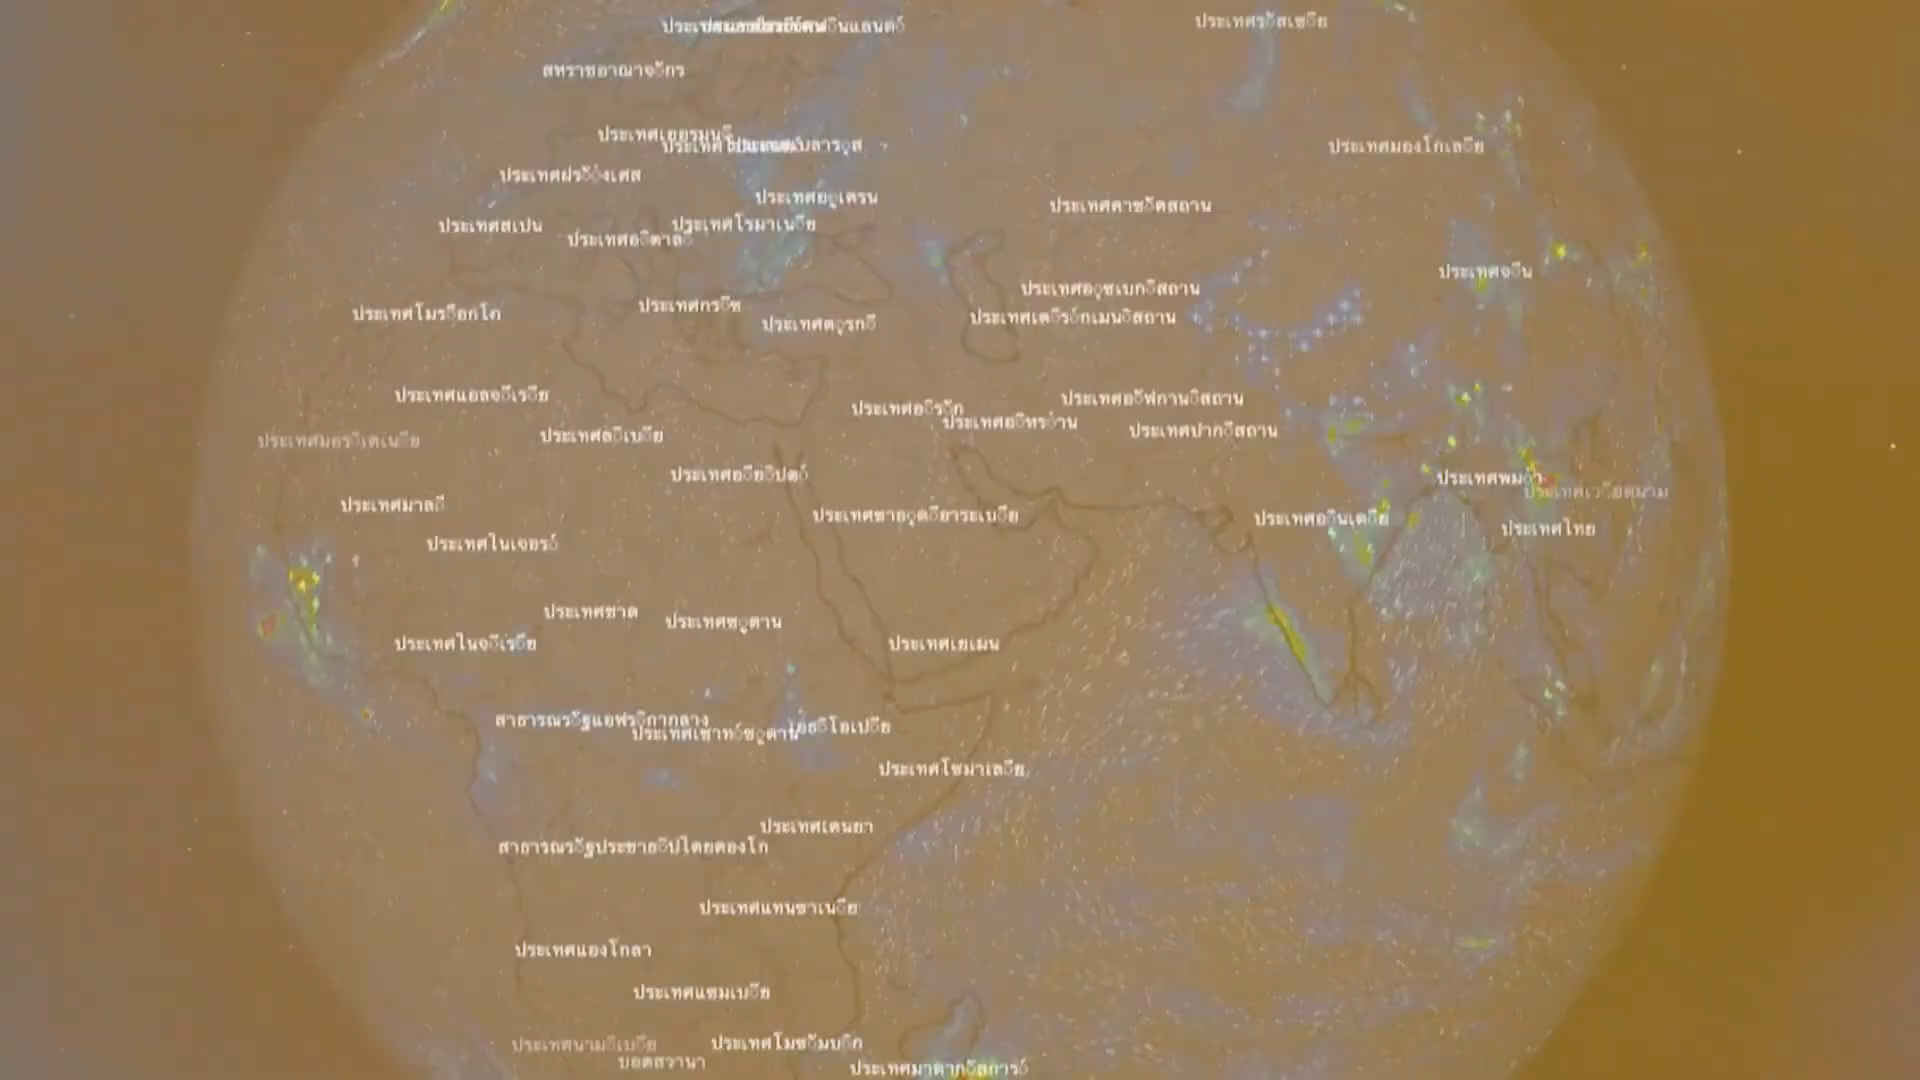 ประเทศรัสเซีย
สหราชอาณาจักร
ประเทศเยอรมนี
ประเทศเบลารุส
ประเทศมองโกเลีย
ประเทศฝรั่งเศส
ประเทศยูเครน
ประเทศคาซัคสถาน
ประเทศสเปน
ประเทศโรมาเนีย
ประเทศอิตาลี
ประเทศจีน
ประเทศอุซเบกิสถาน
ประเทศกรีซ
ประเทศโมร็อกโก
ประเทศตุรกี
ประเทศเติร์กเมนิสถาน
ประเทศแอลจีเรีย
ประเทศอัฟกานิสถาน
ประเทศอิรัก
ประเทศอิหร่าน
ประเทศปากีสถาน
ประเทศมอริเตเนีย
ประเทศลิเบีย
ประเทศอียิปต์
ประเทศพม่า
ประเทศเวียดนาม
ประเทศมาลี
ประเทศซาอุดีอาระเบีย
ประเทศอินเดีย
ประเทศไทย
ประเทศไนเจอร์
ประเทศชาด
ประเทศซูดาน
ประเทศไนจีเรีย
ประเทศเยเมน
สาธารณรัฐแอฟริกากลาง
ประเทศเซาท์ซูดาน
เอธิโอเปีย
ประเทศโซมาเลีย
ประเทศเคนยา
สาธารณรัฐประชาธิปไตยคองโก
ประเทศแทนซาเนีย
ประเทศแองโกลา
ประเทศแซมเบีย
ประเทศนามิเบีย
ประเทศโมซัมบิก
บอตสวานา
ประเทศมาดากัสการ์